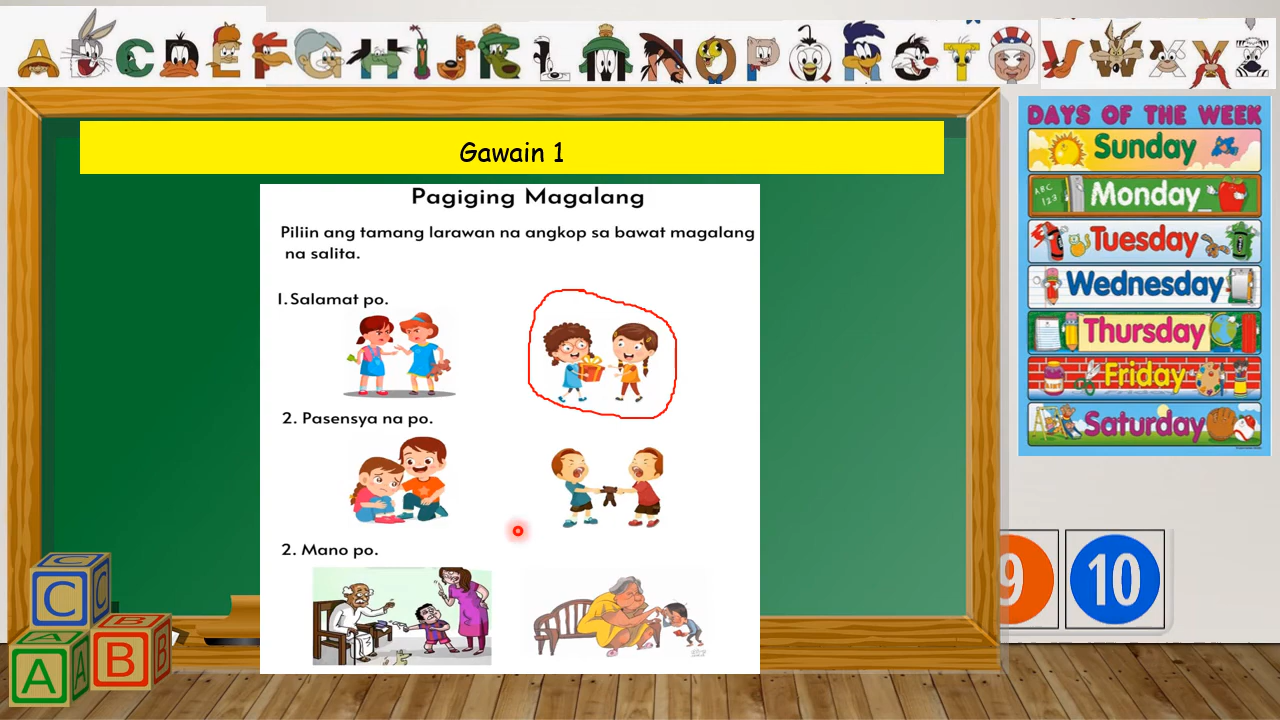 A B C D E F G H I J K L M N O P Q R S T U V W X Y Z
Gawain 1
Pagiging Magalang
Piliin ang tamang larawan na angkop sa bawat magalang
na salita.
1. Salamat po.
2. Pasensya na po.
2. Mano po.
DAYS OF THE WEEK
Sunday
ABC
123
Monday
Tuesday
Wednesday
Thursday
Friday
Saturday
9
10
C
C
A
A
B
B
B